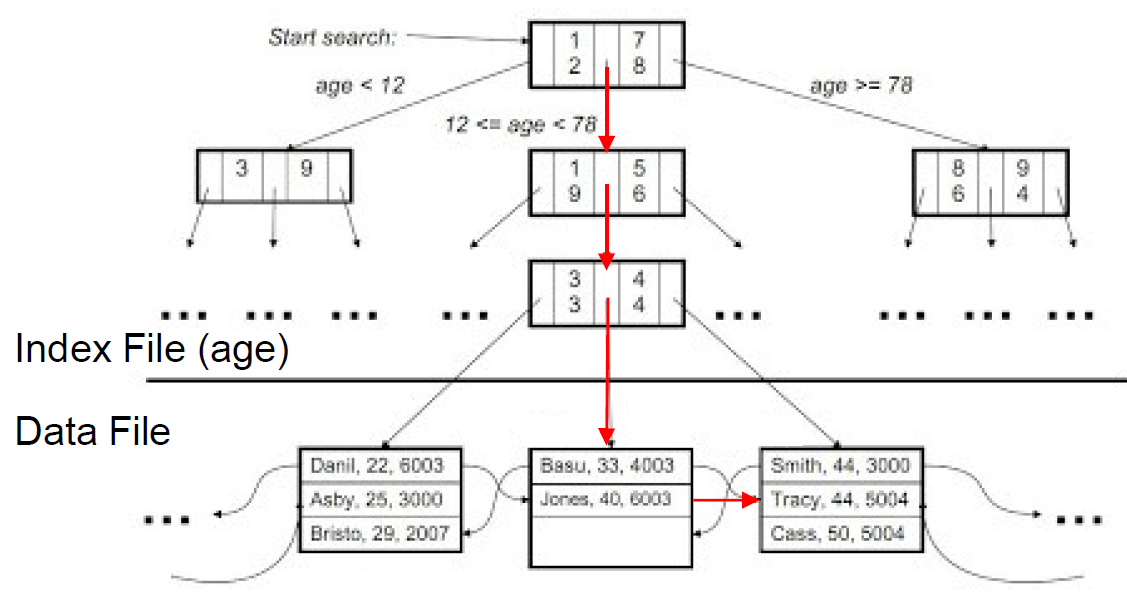 Start search:
1 7
2 8
age < 12
age >= 78
12 <= age < 78
3 9
1 5
9 6
8 9
6 4
3 4
3 4
Index File (age)
Data File
Danil, 22, 6003
Asby, 25, 3000
Bristo, 29, 2007
Basu, 33, 4003
Jones, 40, 6003
Smith, 44, 3000
Tracy, 44, 5004
Cass, 50, 5004